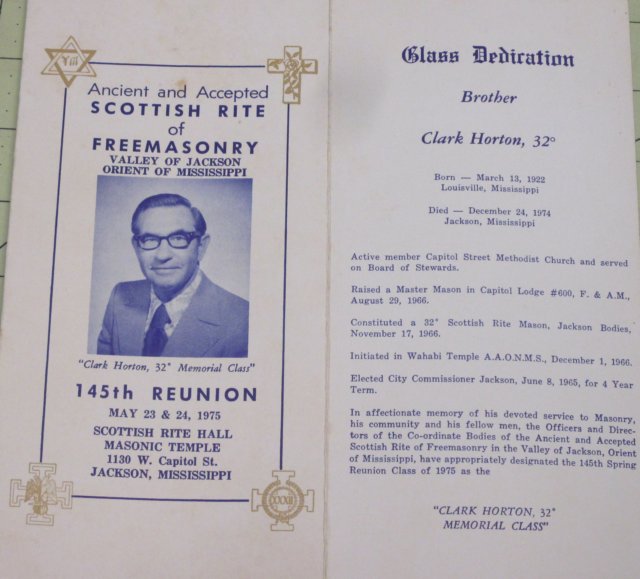 VIII
Ancient and Accepted
SCOTTISH RITE
of
FREEMASONRY
VALLEY OF JACKSON
ORIENT OF MISSISSIPPI
"Clark Horton, 32° Memorial Class"
145th REUNION
MAY 23 & 24, 1975
SCOTTISH RITE HALL
MASONIC TEMPLE
1130 W. Capitol St.
JACKSON, MISSISSIPPI
XXXII
Glass Dedication
Brother
Clark Horton, 32°
Born — March 13, 1922
Louisville, Mississippi
Died — December 24, 1974
Jackson, Mississippi
Active member Capitol Street Methodist Church and served
on Board of Stewards.
Raised a Master Mason in Capitol Lodge #600, F. & A.M.,
August 29, 1966.
Constituted a 32° Scottish Rite Mason, Jackson Bodies,
November 17, 1966.
Initiated in Wahabi Temple A.A.O.N.M.S., December 1, 1966.
Elected City Commissioner Jackson, June 8, 1965, for 4 Year
Term.
In affectionate memory of his devoted service to Masonry,
his community and his fellow men, the Officers and Direc-
tors of the Co-ordinate Bodies of the Ancient and Accepted
Scottish Rite of Freemasonry in the Valley of Jackson, Orient
of Mississippi, have appropriately designated the 145th Spring
Reunion Class of 1975 as the
"CLARK HORTON, 32°
MEMORIAL CLASS"